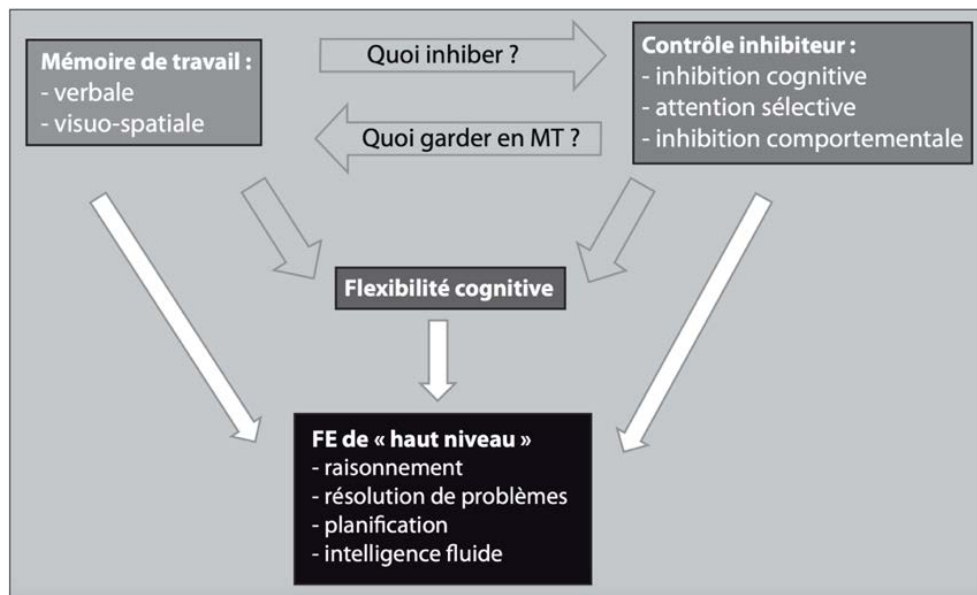 Mémoire de travail :
- verbale
- visuo-spatiale
Quoi inhiber ?
Quoi garder en MT ?
Contrôle inhibiteur :
- inhibition cognitive
- attention sélective
- inhibition comportementale
Flexibilité cognitive
FE de « haut niveau »
- raisonnement
- résolution de problèmes
- planification
- intelligence fluide